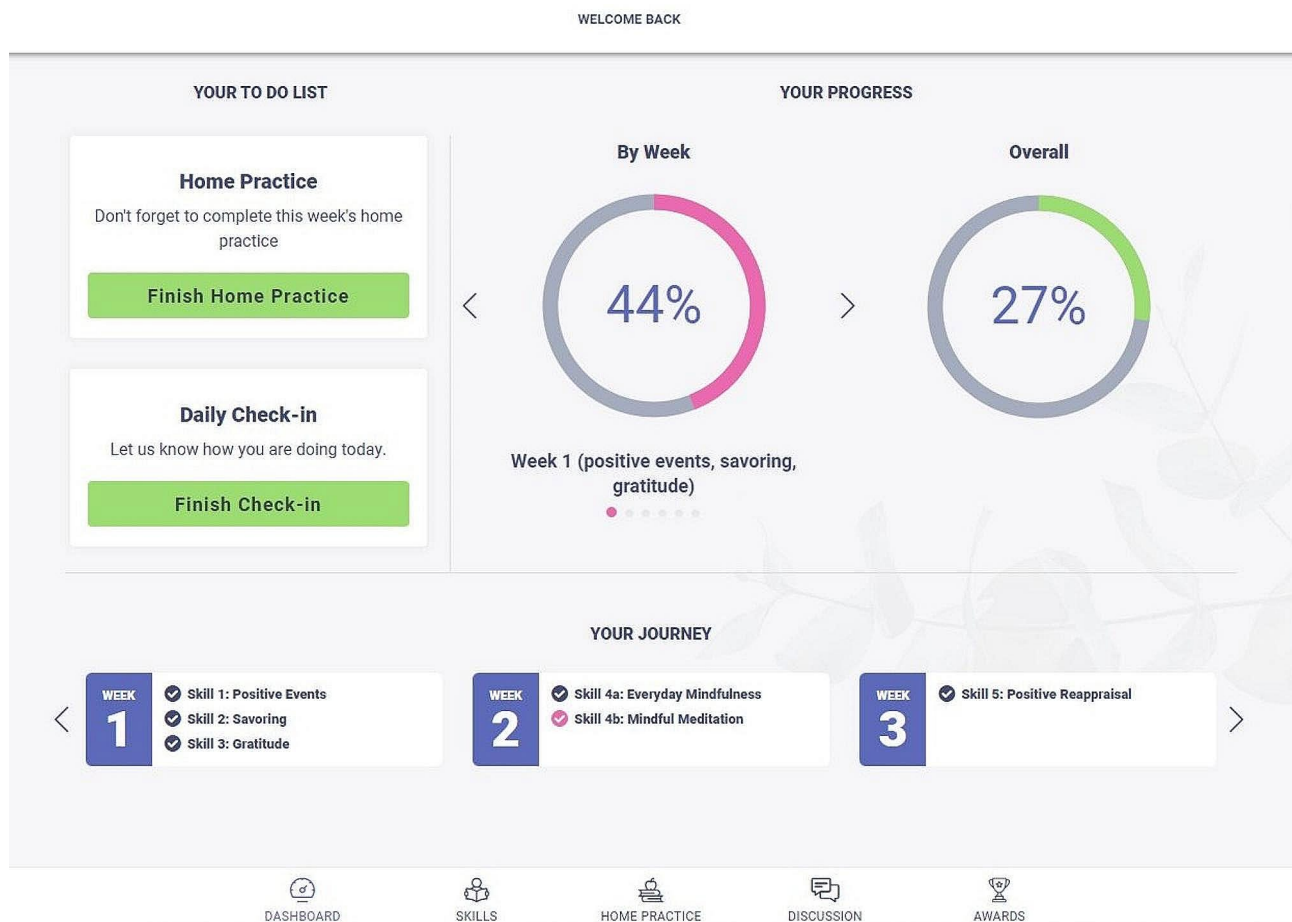 WELCOME BACK
YOUR TO DO LIST
Home Practice
Don't forget to complete this week's home
practice
Finish Home Practice
Daily Check-in
Let us know how you are doing today.
Finish Check-in
YOUR PROGRESS
By Week
44%
Week 1 (positive events, savoring,
gratitude)
Overall
27%
YOUR JOURNEY
WEEK
1
Skill 1: Positive Events
Skill 2: Savoring
Skill 3: Gratitude
WEEK
2
Skill 4a: Everyday Mindfulness
Skill 4b: Mindful Meditation
WEEK
3
Skill 5: Positive Reappraisal
DASHBOARD
SKILLS
HOME PRACTICE
DISCUSSION
AWARDS